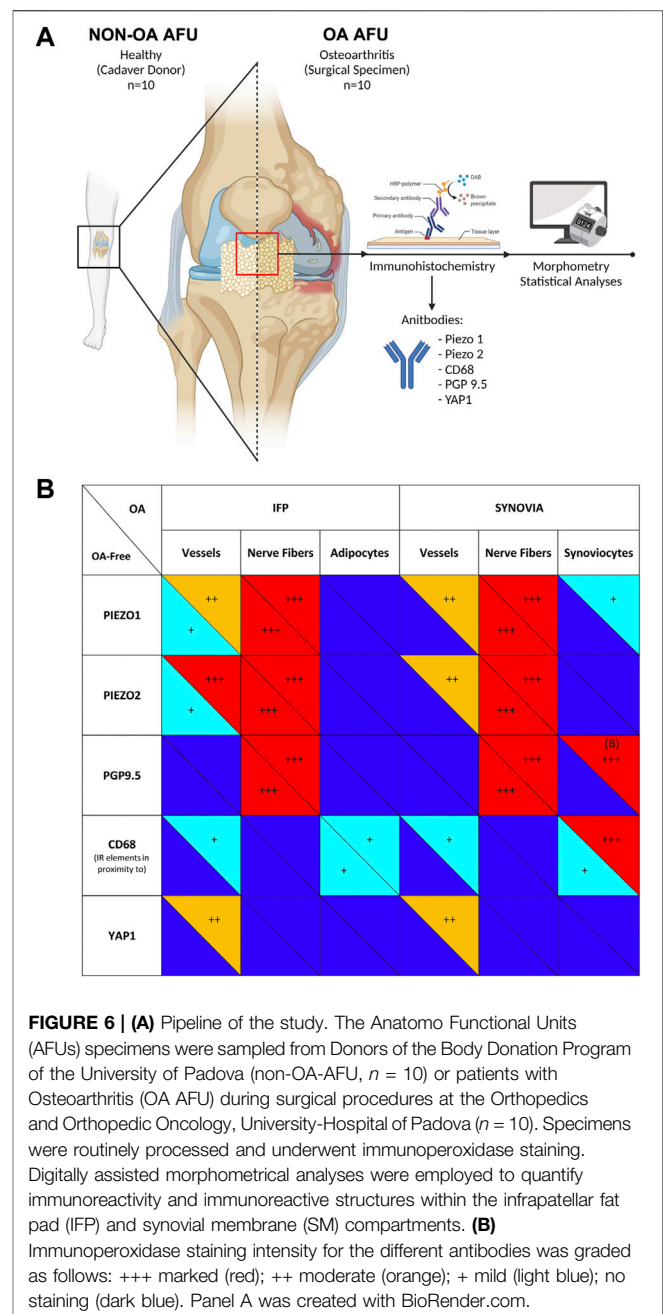 A
NON-OA AFU
OA AFU
Healthy
(Cadaver Donor)
n=10
Osteoarthritis
(Surgical Specimen)
n=10
DAB
HRP-polymer
Secondary antibody
Brown
precipitate
Primary antibody
Antigen
Tissue layer
Immunohistochemistry
Morphometry
Statistical Analyses
Anitbodies:
- Piezo 1
- Piezo 2
- CD68
- PGP 9.5
- YAP1
B
OA
OA-Free
IFP
SYNOVIA
Vessels Nerve Fibers Adipocytes Vessels Nerve Fibers Synoviocytes
PIEZO1
++ +++ ++ +++ +
+ +++ +++
PIEZO2
+++ +++ ++ +++
+ +++ +++
PGP9.5
(B)
+++ +++ +++
+++ +++
CD68
(IR elements in
proximity to)
+ + + +++
+ +
YAP1
++ ++
FIGURE 6 | (A) Pipeline of the study. The Anatomo Functional Units
(AFUs) specimens were sampled from Donors of the Body Donation Program
of the University of Padova (non-OA-AFU, n = 10) or patients with
Osteoarthritis (OA AFU) during surgical procedures at the Orthopedics
and Orthopedic Oncology, University-Hospital of Padova (n = 10). Specimens
were routinely processed and underwent immunoperoxidase staining.
Digitally assisted morphometrical analyses were employed to quantify
immunoreactivity and immunoreactive structures within the infrapatellar fat
pad (IFP) and synovial membrane (SM) compartments. (B)
Immunoperoxidase staining intensity for the different antibodies was graded
as follows: +++ marked (red); ++ moderate (orange); + mild (light blue); no
staining (dark blue). Panel A was created with BioRender.com.